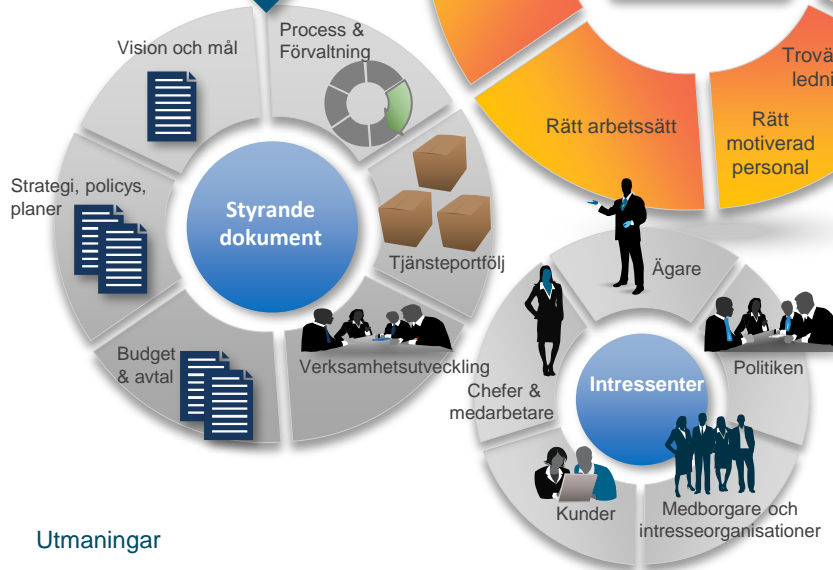 Process &
Förvaltning
Vision och mål
Strategi, policys,
planer
Styrande
dokument
Tjänsteportfölj
Budget
& avtal
Verksamhetsutveckling
Rätt arbetssätt
Rätt
motiverad
personal
Ägare
Chefer &
medarbetare
Intressenter
Politiken
Kunder
Medborgare och
intresseorganisationer
Utmaningar